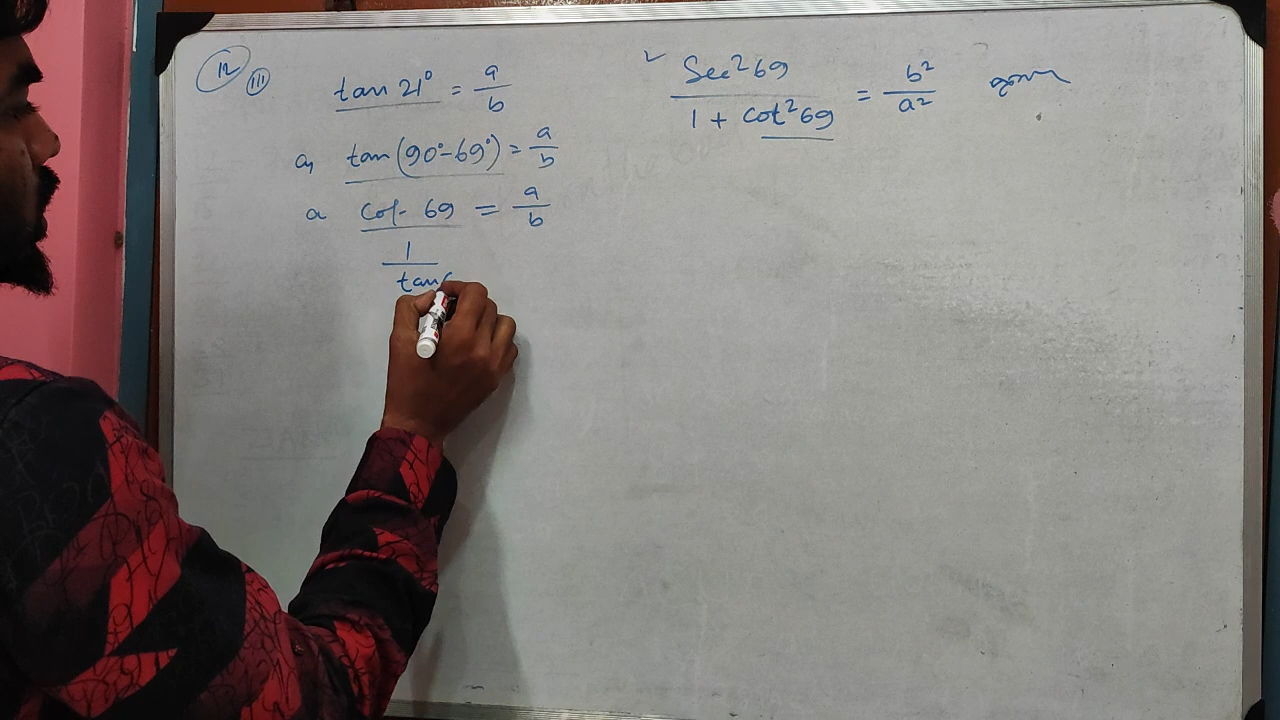 12 III
tan 21° = a/b
a, tan(90°-69°) = a/b
a cot 69 = a/b
1/tan
Sec²69 / 1 + cot²69 = b²/a²